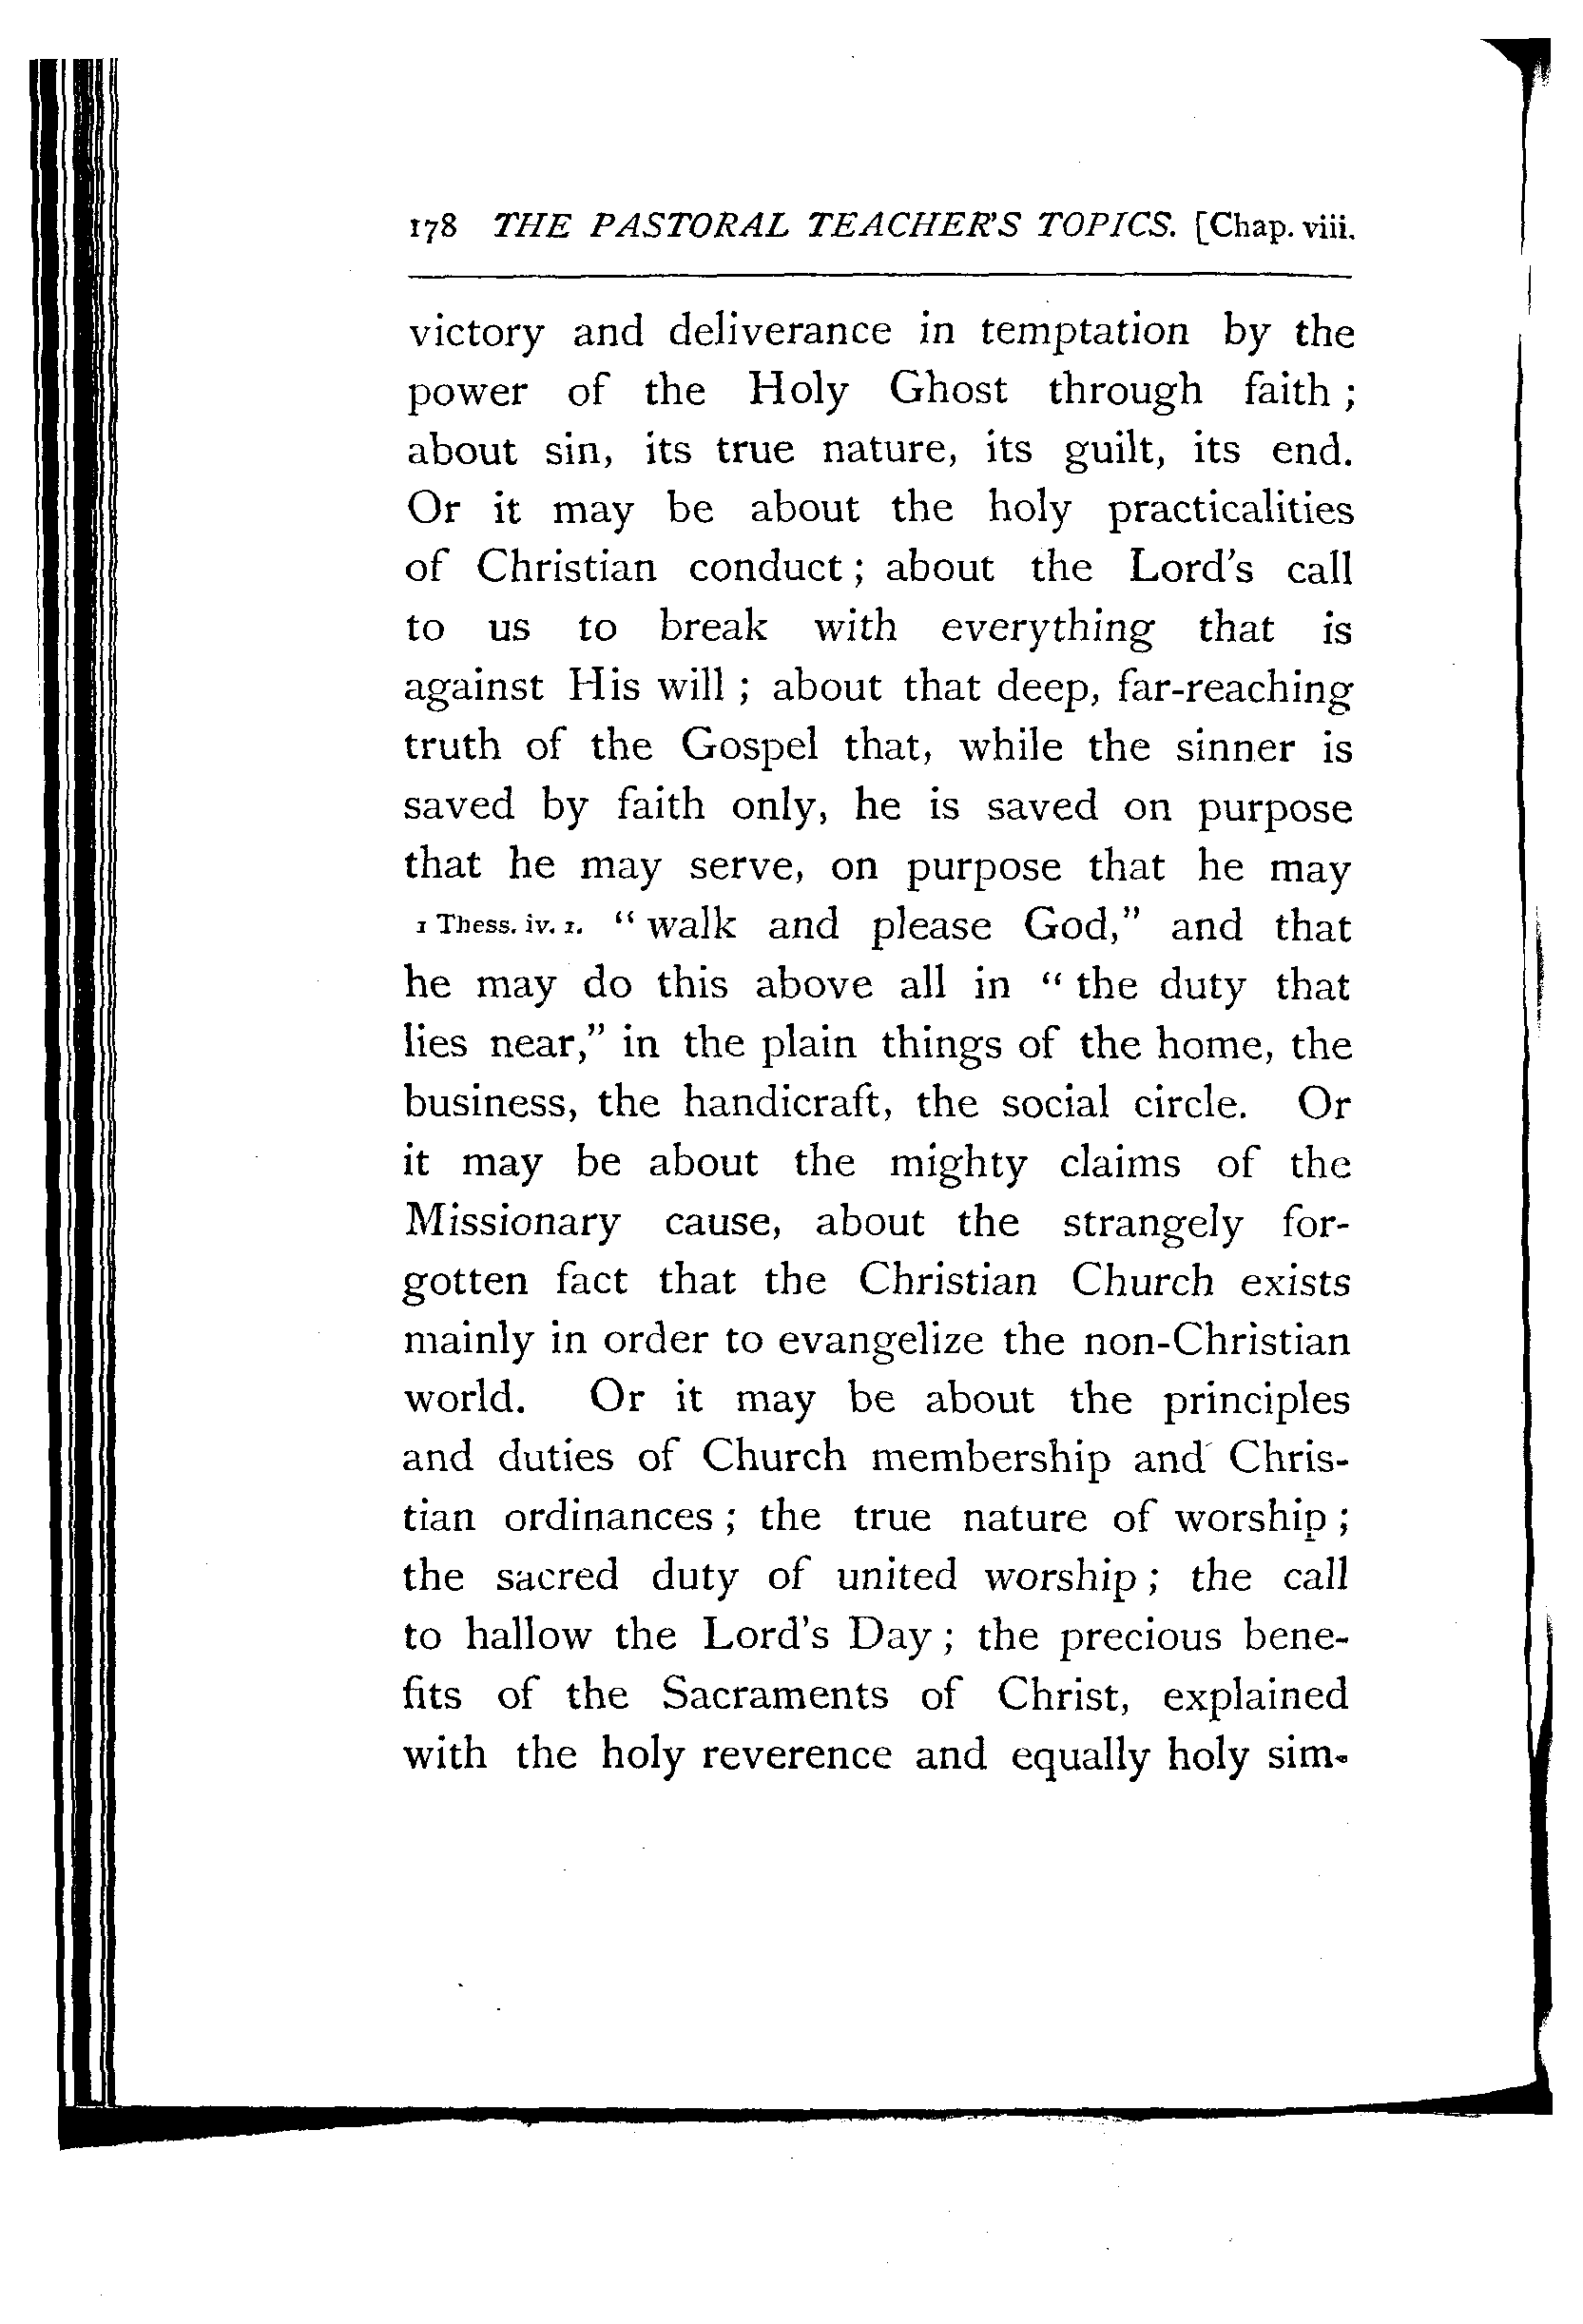 178 THE PASTORAL TEACHER'S TOPICS. [Chap. viii.
victory and deliverance in temptation by the
power of the Holy Ghost through faith ;
about sin, its true nature, its guilt, its end.
Or it may be about the holy practicalities
of Christian conduct ; about the Lord's call
to us to break with everything that is
against His will ; about that deep, far-reaching
truth of the Gospel that, while the sinner is
saved by faith only, he is saved on purpose
that he may serve, on purpose that he may
1 Thess. iv. 1. “ walk and please God,” and that
he may do this above all in “ the duty that
lies near,” in the plain things of the home, the
business, the handicraft, the social circle. Or
it may be about the mighty claims of the
Missionary cause, about the strangely for-
gotten fact that the Christian Church exists
mainly in order to evangelize the non-Christian
world. Or it may be about the principles
and duties of Church membership and Chris-
tian ordinances ; the true nature of worship ;
the sacred duty of united worship ; the call
to hallow the Lord's Day ; the precious bene-
fits of the Sacraments of Christ, explained
with the holy reverence and equally holy sim-